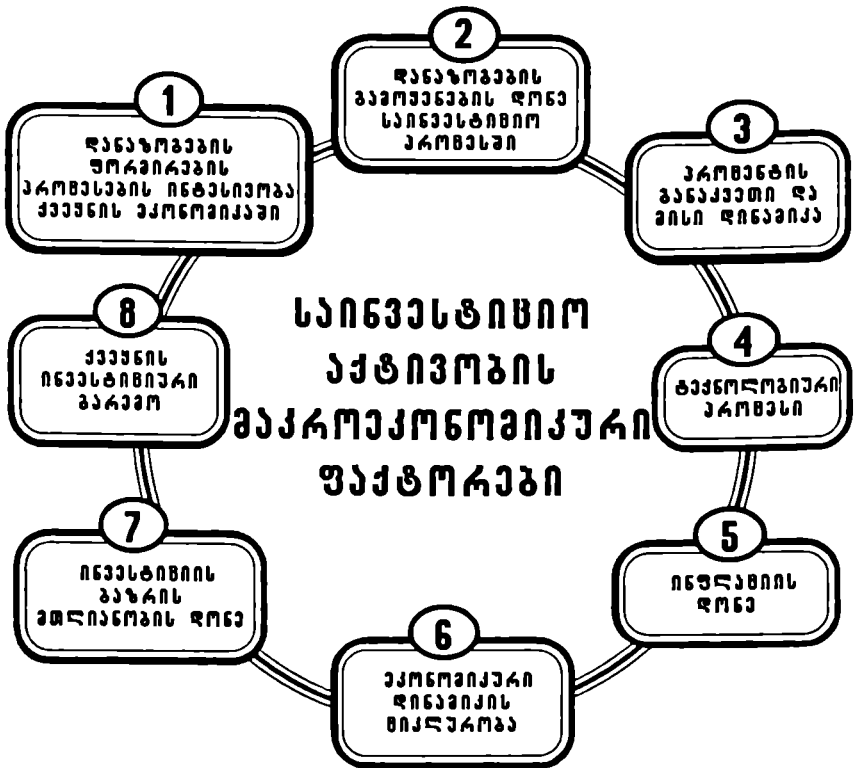 1
დანაზოგების
ფორმირების
პროცესების ინტესივობა
ქვეყნის ეკონომიკაში
2
დანაზოგების
გამოყენების დონე
საინვესტიციო
პროცესში
3
პროცენტის
განაკვეთი და
მისი დინამიკა
4
ტექნოლოგიური
პროცესი
5
ინფლაციის
დონე
6
ეკონომიკური
დინამიკის
ციკლურობა
7
ინვესტიციის
ბაზრის
მთლიანობის დონე
8
ქვეყნის
ინვესტიციური
გარემო
საინვესტიციო
აქტივობის
მაკროეკონომიკური
ფაქტორები